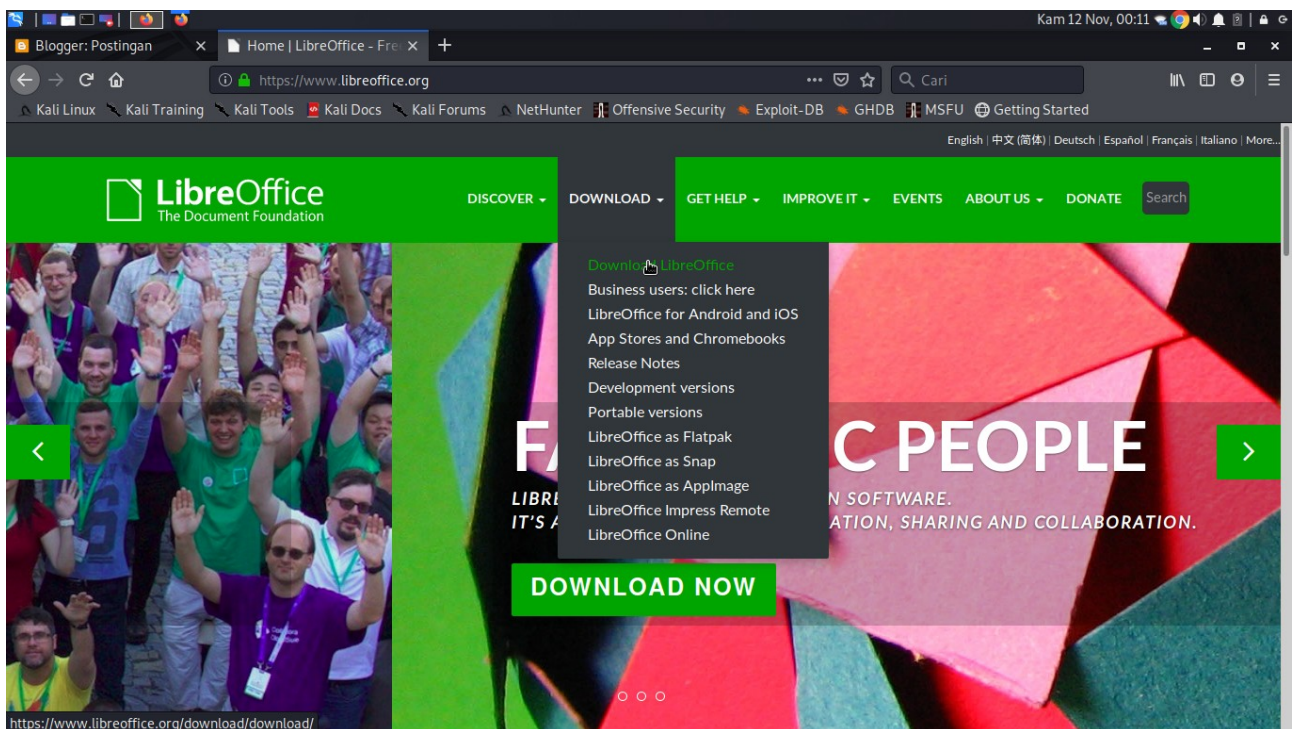 Kam 12 Nov, 00:11
Blogger: Postingan
Home | LibreOffice - Free
https://www.libreoffice.org
Cari
Kali Linux Kali Training Kali Tools Kali Docs Kali Forums NetHunter Offensive Security Exploit-DB GHDB MSFU Getting Started
English | 中文 (简体) | Deutsch | Español | Français | Italiano | More...
LibreOffice
The Document Foundation
DISCOVER DOWNLOAD GET HELP IMPROVE IT EVENTS ABOUT US DONATE Search
Download LibreOffice
Business users: click here
LibreOffice for Android and iOS
App Stores and Chromebooks
Release Notes
Development versions
Portable versions
LibreOffice as Flatpak
LibreOffice as Snap
LibreOffice as AppImage
LibreOffice Impress Remote
LibreOffice Online
C PEOPLE
SOFTWARE.
IT'S SHARING AND COLLABORATION.
DOWNLOAD NOW
https://www.libreoffice.org/download/download/